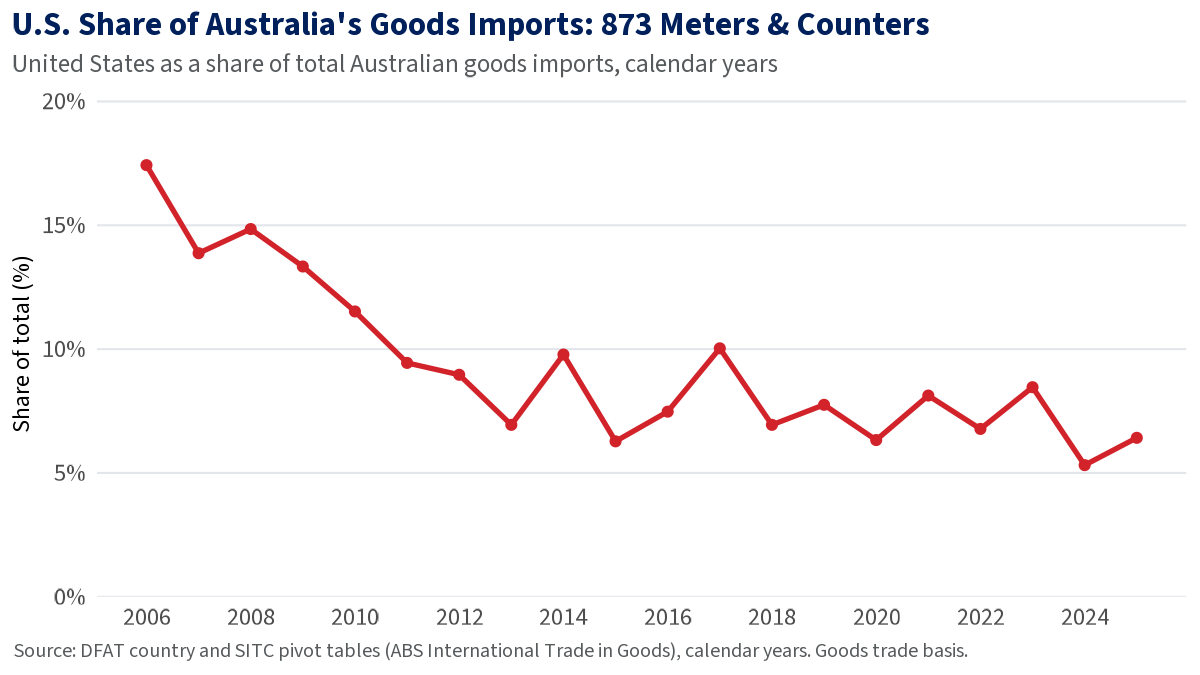 U.S. Share of Australia's Goods Imports: 873 Meters & Counters
United States as a share of total Australian goods imports, calendar years
Share of total (%)
20%
15%
10%
5%
0%
2006 2008 2010 2012 2014 2016 2018 2020 2022 2024
Source: DFAT country and SITC pivot tables (ABS International Trade in Goods), calendar years. Goods trade basis.